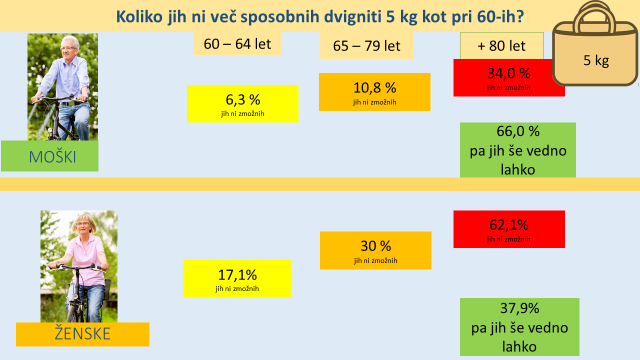 Koliko jih ni več sposobnih dvigniti 5 kg kot pri 60-ih?
60 – 64 let
65 – 79 let
+ 80 let
5 kg
6,3 %
jih ni zmožnih
10,8 %
jih ni zmožnih
34,0 %
jih ni zmožnih
MOŠKI
66,0 %
pa jih še vedno
lahko
17,1%
jih ni zmožnih
30 %
jih ni zmožnih
62,1%
jih ni zmožnih
ŽENSKE
37,9%
pa jih še vedno
lahko